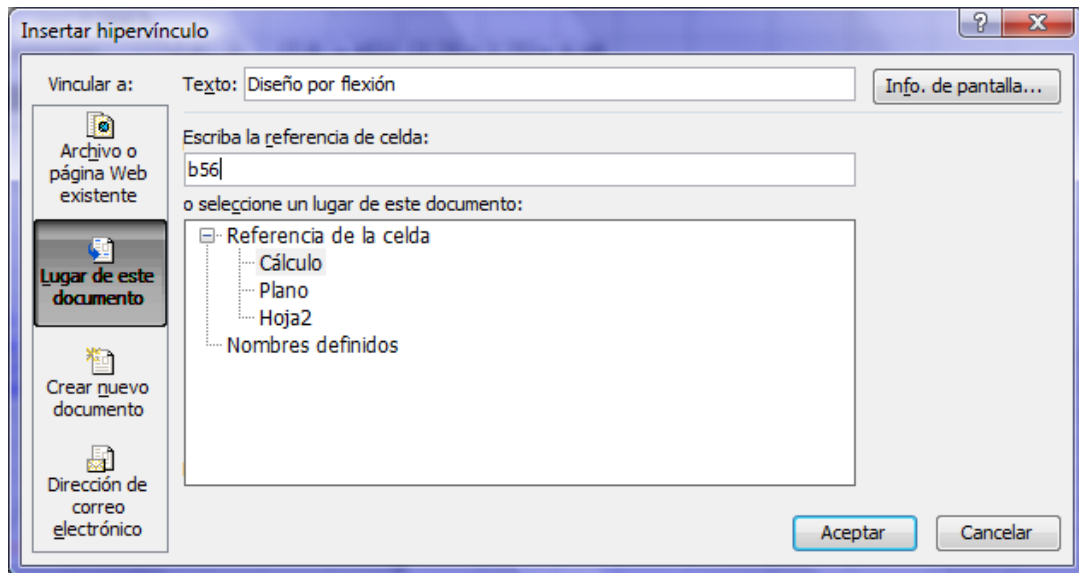 Insertar hipervínculo
Vincular a:
Texto: Diseño por flexión
Info. de pantalla...
Archivo o
página Web
existente
Lugar de este
documento
Crear nuevo
documento
Dirección de
correo
electrónico
Escriba la referencia de celda:
b56
o seleccione un lugar de este documento:
Referencia de la celda
Cálculo
Plano
Hoja2
Nombres definidos
Aceptar
Cancelar